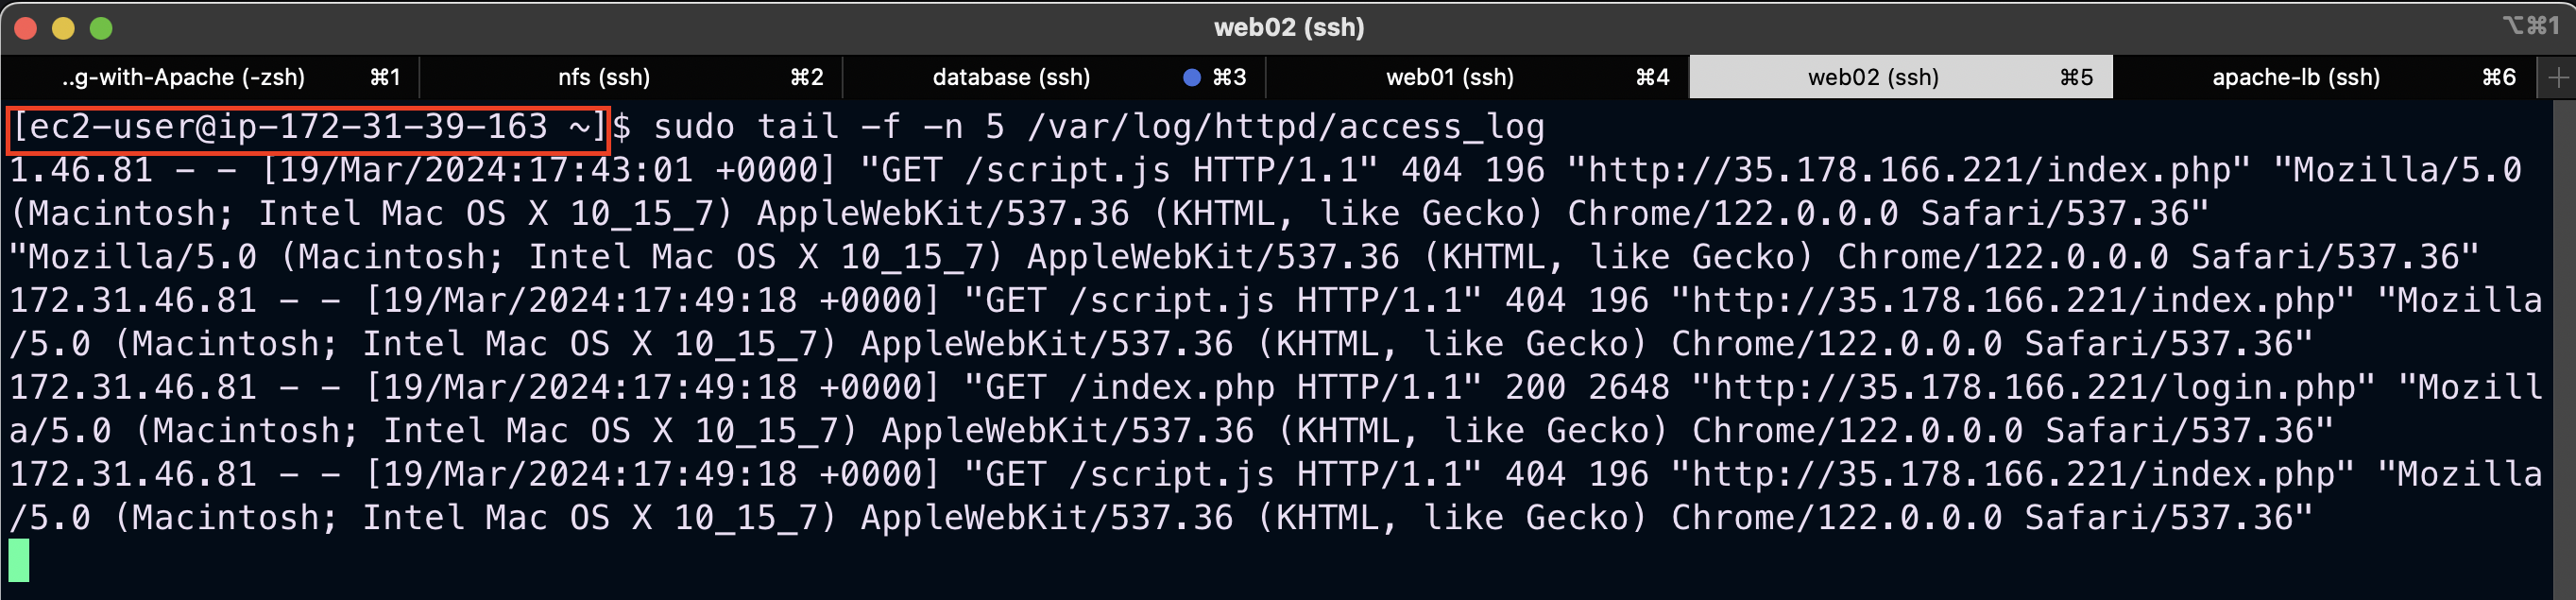 web02 (ssh)
⌥⌘1
..g-with-Apache (-zsh) ⌘1 nfs (ssh) ⌘2 database (ssh) ⌘3 web01 (ssh) ⌘4 web02 (ssh) ⌘5 apache-lb (ssh) ⌘6
[ec2-user@ip-172-31-39-163 ~]$ sudo tail -f -n 5 /var/log/httpd/access_log
1.46.81 - - [19/Mar/2024:17:43:01 +0000] "GET /script.js HTTP/1.1" 404 196 "http://35.178.166.221/index.php" "Mozilla/5.0
(Macintosh; Intel Mac OS X 10_15_7) AppleWebKit/537.36 (KHTML, like Gecko) Chrome/122.0.0.0 Safari/537.36"
"Mozilla/5.0 (Macintosh; Intel Mac OS X 10_15_7) AppleWebKit/537.36 (KHTML, like Gecko) Chrome/122.0.0.0 Safari/537.36"
172.31.46.81 - - [19/Mar/2024:17:49:18 +0000] "GET /script.js HTTP/1.1" 404 196 "http://35.178.166.221/index.php" "Mozilla
/5.0 (Macintosh; Intel Mac OS X 10_15_7) AppleWebKit/537.36 (KHTML, like Gecko) Chrome/122.0.0.0 Safari/537.36"
172.31.46.81 - - [19/Mar/2024:17:49:18 +0000] "GET /index.php HTTP/1.1" 200 2648 "http://35.178.166.221/login.php" "Mozill
a/5.0 (Macintosh; Intel Mac OS X 10_15_7) AppleWebKit/537.36 (KHTML, like Gecko) Chrome/122.0.0.0 Safari/537.36"
172.31.46.81 - - [19/Mar/2024:17:49:18 +0000] "GET /script.js HTTP/1.1" 404 196 "http://35.178.166.221/index.php" "Mozilla
/5.0 (Macintosh; Intel Mac OS X 10_15_7) AppleWebKit/537.36 (KHTML, like Gecko) Chrome/122.0.0.0 Safari/537.36"